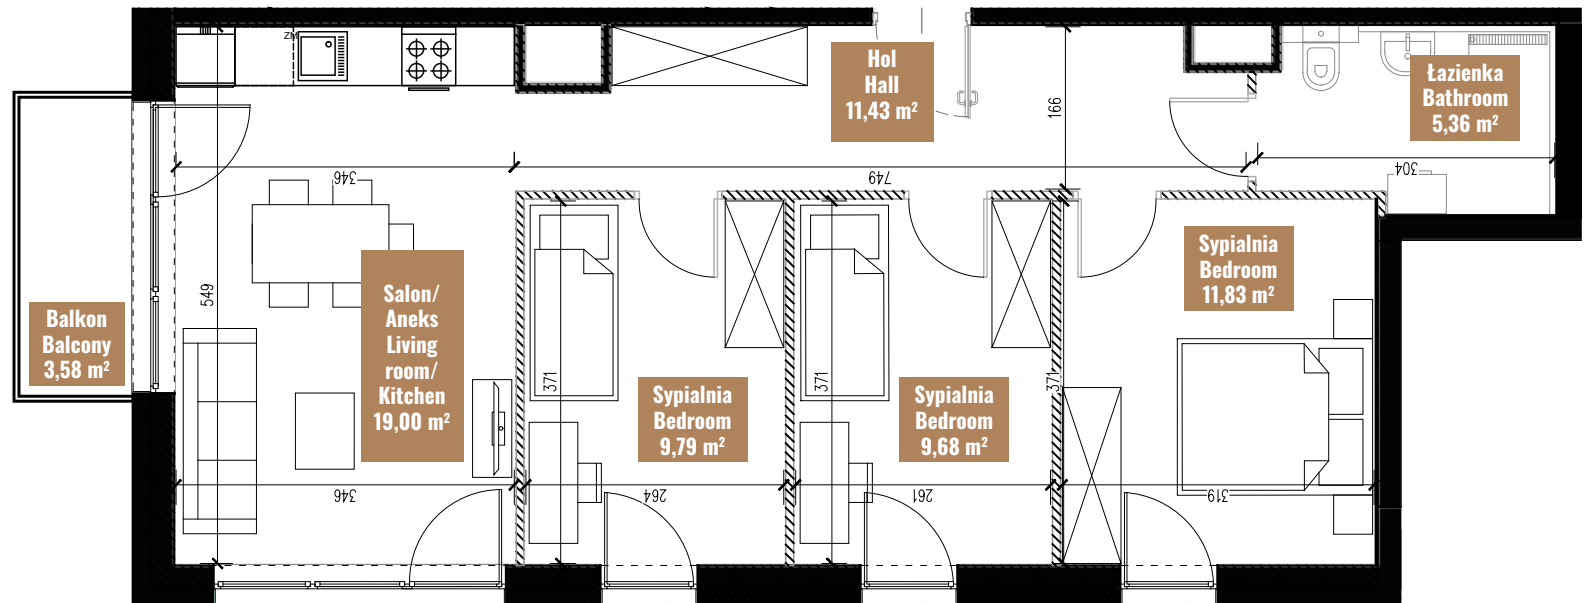 ZM
Hol
Hall
11,43 m²
Łazienka
Bathroom
5,36 m²
166
346
749
304
Sypialnia
Bedroom
11,83 m²
Salon/
Aneks
Living
room/
Kitchen
19,00 m²
549
Balkon
Balcony
3,58 m²
371
371
371
Sypialnia
Bedroom
9,79 m²
Sypialnia
Bedroom
9,68 m²
346
264
261
319